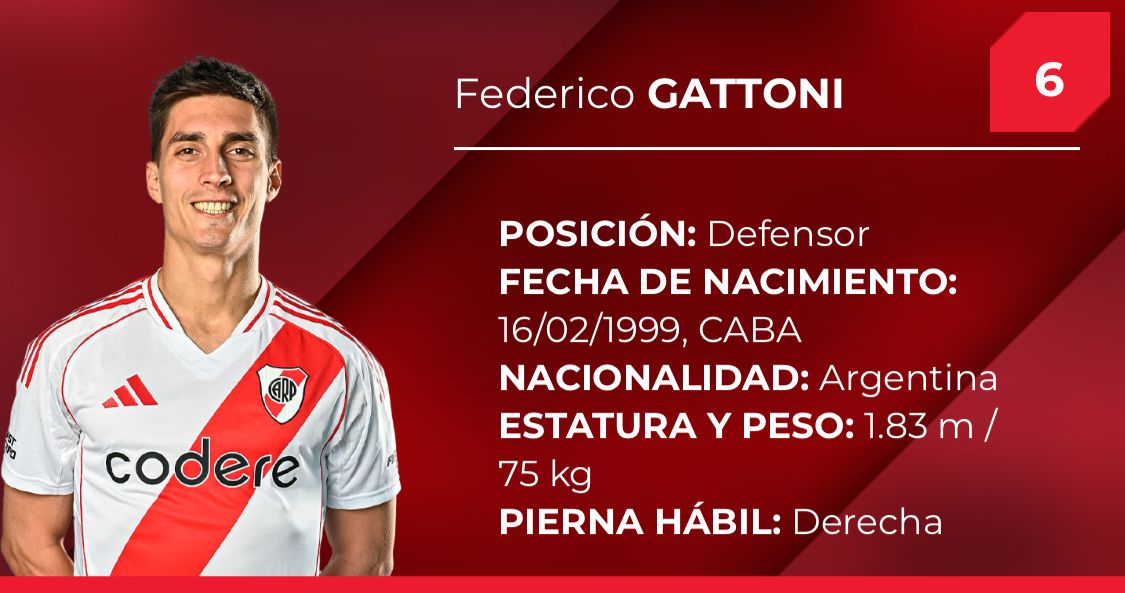 Federico GATTONI
6
POSICIÓN: Defensor
FECHA DE NACIMIENTO:
16/02/1999, CABA
NACIONALIDAD: Argentina
ESTATURA Y PESO: 1.83 m /
75 kg
PIERNA HÁBIL: Derecha
CARP
codere